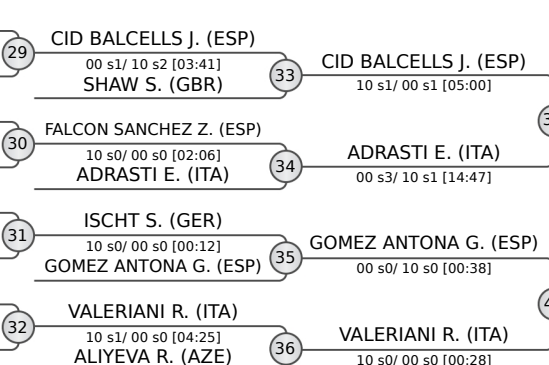 29
CID BALCELLS J. (ESP)
00 s1/ 10 s2 [03:41]
SHAW S. (GBR)
33
CID BALCELLS J. (ESP)
10 s1/ 00 s1 [05:00]
30
FALCON SANCHEZ Z. (ESP)
10 s0/ 00 s0 [02:06]
ADRASTI E. (ITA)
34
ADRASTI E. (ITA)
00 s3/ 10 s1 [14:47]
31
ISCHT S. (GER)
10 s0/ 00 s0 [00:12]
GOMEZ ANTONA G. (ESP)
35
GOMEZ ANTONA G. (ESP)
00 s0/ 10 s0 [00:38]
32
VALERIANI R. (ITA)
10 s1/ 00 s0 [04:25]
ALIYEVA R. (AZE)
36
VALERIANI R. (ITA)
10 s0/ 00 s0 [00:28]